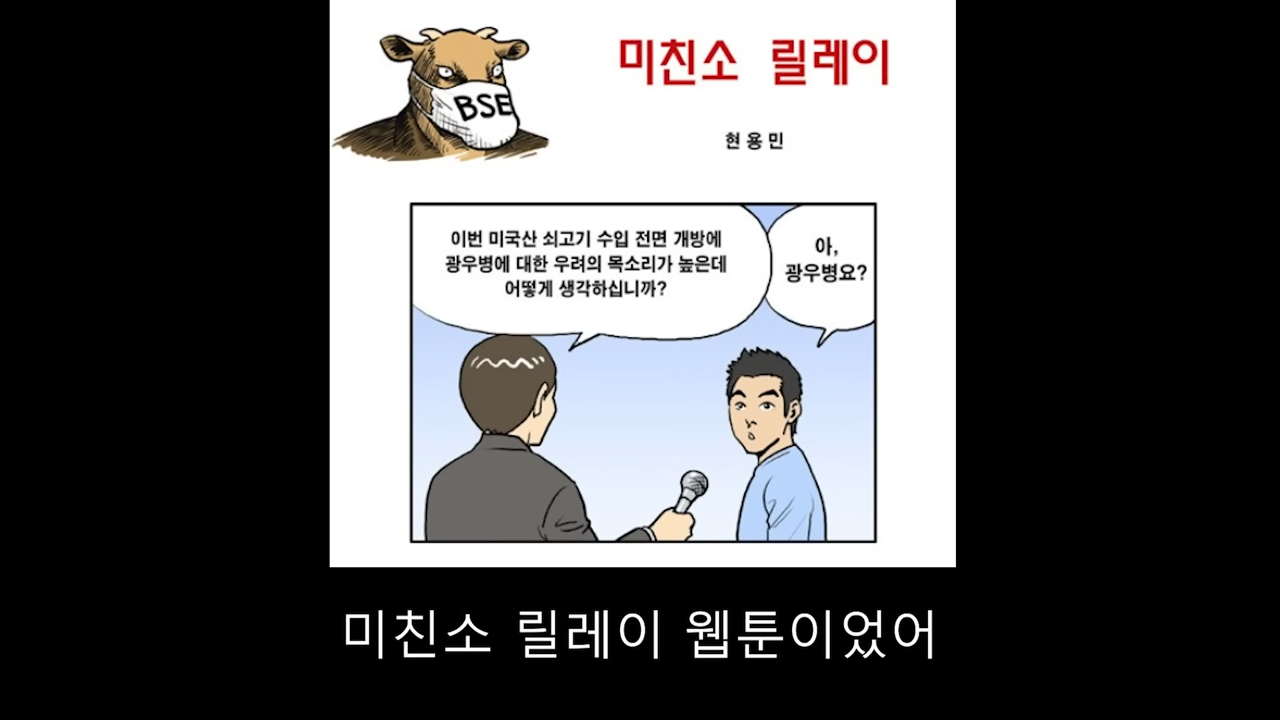 미친소 릴레이
BSE
현 용 민
이번 미국산 쇠고기 수입 전면 개방에
광우병에 대한 우려의 목소리가 높은데
어떻게 생각하십니까?
아,
광우병요?
미친소 릴레이 웹툰이었어